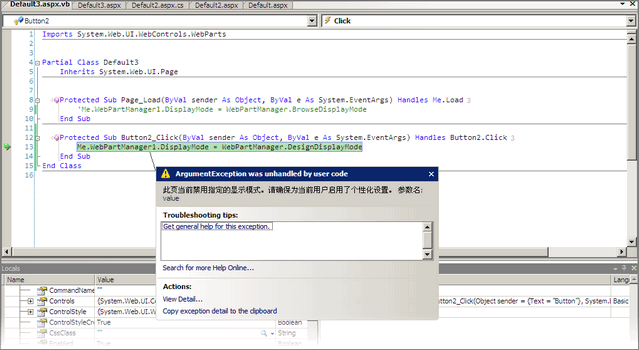 Default3.aspx.vb Default3.aspx Default2.aspx.cs Default2.aspx Default.aspx
Button2 Click
1 Imports System.Web.UI.WebControls.WebParts
2
3
4 Partial Class Default3
5 Inherits System.Web.UI.Page
6
7
8 Protected Sub Page_Load(ByVal sender As Object, ByVal e As System.EventArgs) Handles Me.Load
9 'Me.WebPartManager1.DisplayMode = WebPartManager.BrowseDisplayMode
10 End Sub
11
12 Protected Sub Button2_Click(ByVal sender As Object, ByVal e As System.EventArgs) Handles Button2.Click
13 Me.WebPartManager1.DisplayMode = WebPartManager.DesignDisplayMode
14 End Sub
15 End Class
16
ArgumentException was unhandled by user code
此页当前禁用指定的显示模式。请确保为当前用户启用了个性化设置。 参数名:
value
Troubleshooting tips:
Get general help for this exception.
Search for more Help Online...
Actions:
View Detail...
Copy exception detail to the clipboard
Locals
Name Value
CommandName ""
Controls {System.Web.UI.Co utton2_Click(Object sender = {Text = "Button"}, System.E Basic
ControlStyle {System.Web.UI.W
ControlStyleCre True Boolean
CssClass "" String
Enabled True Boolean